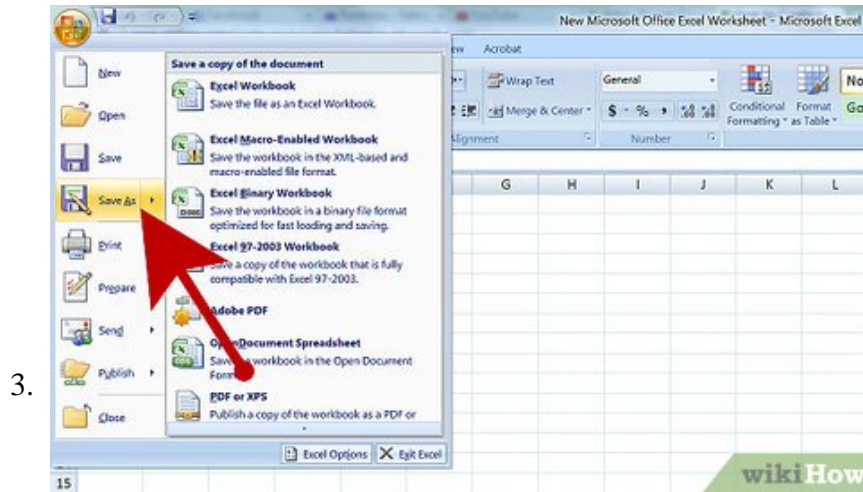 New Microsoft Office Excel Worksheet - Microsoft Excel
Acrobat
New
Save a copy of the document
Excel Workbook
Save the file as an Excel Workbook.
Wrap Text
General
Open
Excel Macro-Enabled Workbook
Save the workbook in the XML-based and
macro-enabled file format.
Merge & Center
$ % ,
Conditional
Formatting
Format
as Table
Save
Number
Save As
Excel Binary Workbook
Save the workbook in a binary file format
optimized for fast loading and saving.
G H I J K L
Print
Excel 97-2003 Workbook
a copy of the workbook that is fully
compatible with Excel 97-2003.
Prepare
Adobe PDF
Send
Spreadsheet
workbook in the Open Document
Publish
3.
PDF or XPS
Publish a copy of the workbook as a PDF or
Close
Excel Options
Exit Excel
15
wikiHow